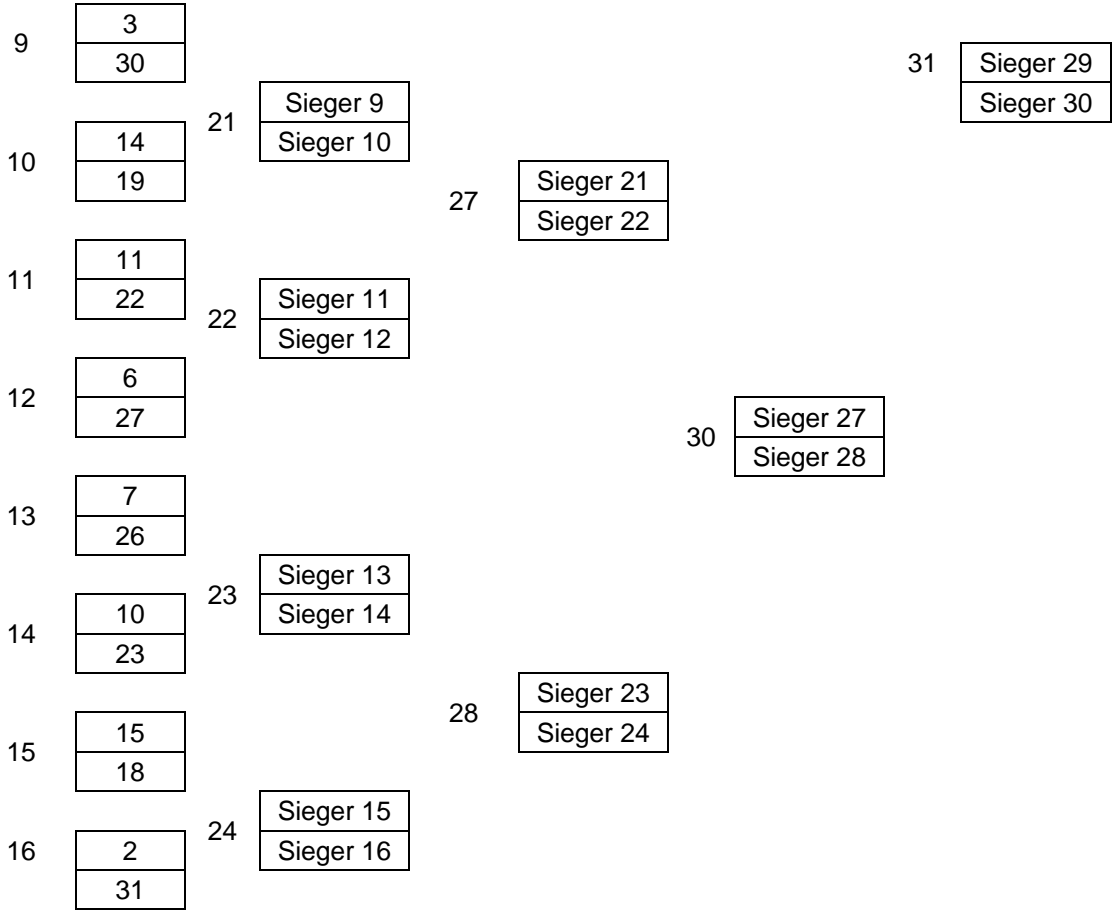 9
3
30
10
14
19
11
11
22
12
6
27
13
7
26
14
10
23
15
15
18
16
2
31
21
Sieger 9
Sieger 10
22
Sieger 11
Sieger 12
23
Sieger 13
Sieger 14
24
Sieger 15
Sieger 16
27
Sieger 21
Sieger 22
28
Sieger 23
Sieger 24
30
Sieger 27
Sieger 28
31
Sieger 29
Sieger 30